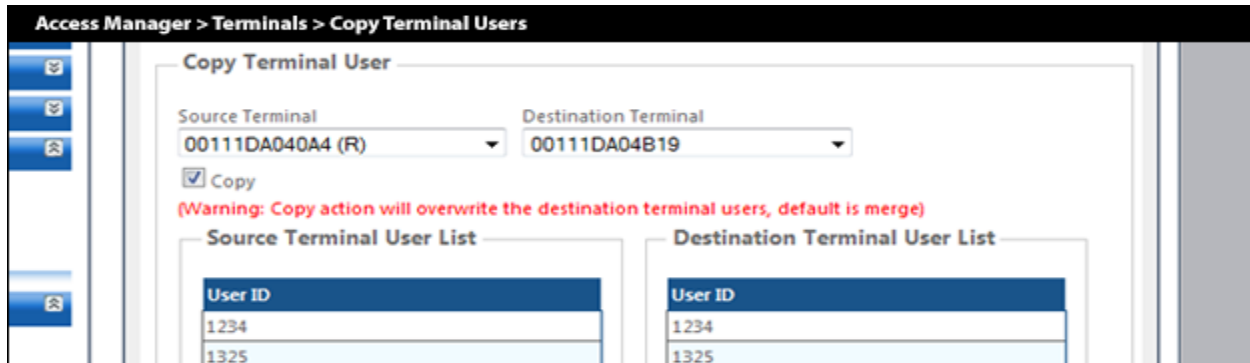 Access Manager > Terminals > Copy Terminal Users
Copy Terminal User
Source Terminal Destination Terminal
00111DA040A4 (R) 00111DA04B19
Copy
(Warning: Copy action will overwrite the destination terminal users, default is merge)
Source Terminal User List Destination Terminal User List
User ID User ID
1234 1234
1325 1325